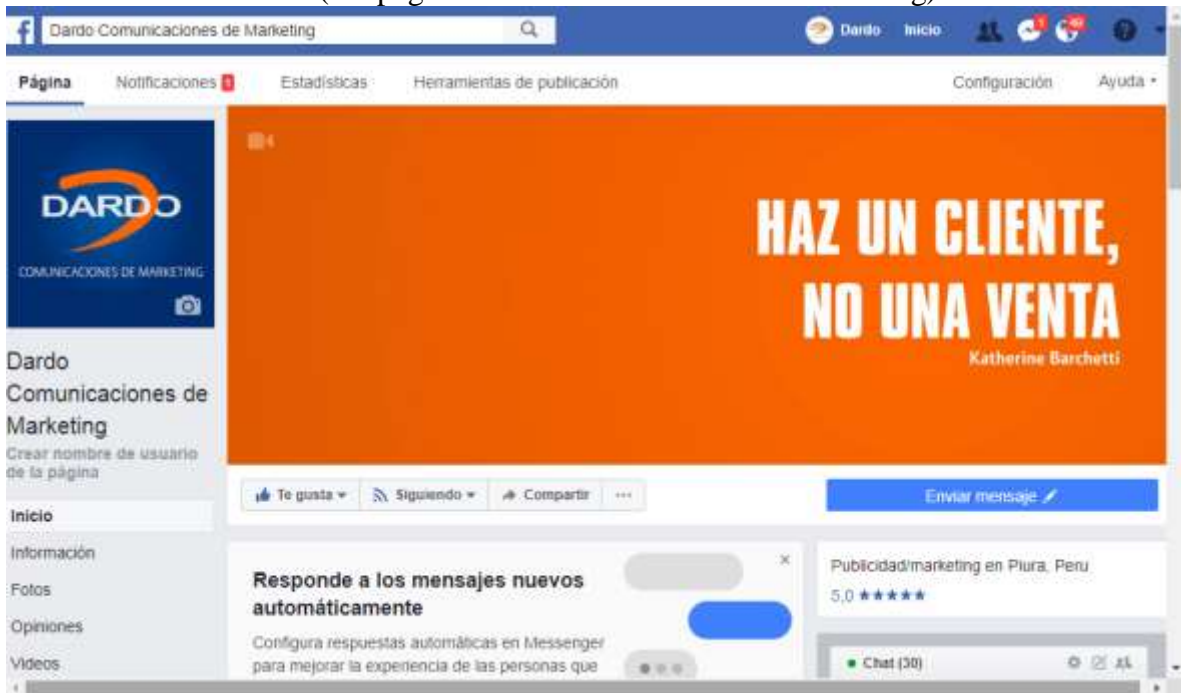 Dardo Comunicaciones de Marketing
Dardo Inicio
Página Notificaciones 1 Estadísticas Herramientas de publicación Configuración Ayuda
DARDO
COMUNICACIONES DE MARKETING
HAZ UN CLIENTE,
NO UNA VENTA
Katherine Barchetti
Dardo
Comunicaciones de
Marketing
Crear nombre de usuario
de la página
Te gusta Siguiendo Compartir ... Enviar mensaje
Inicio
Información
Fotos
Opiniones
Videos
Responde a los mensajes nuevos
automáticamente
Configura respuestas automáticas en Messenger
para mejorar la experiencia de las personas que
Publicidad/marketing en Piura, Peru
5,0 ★★★★★
Chat (30)